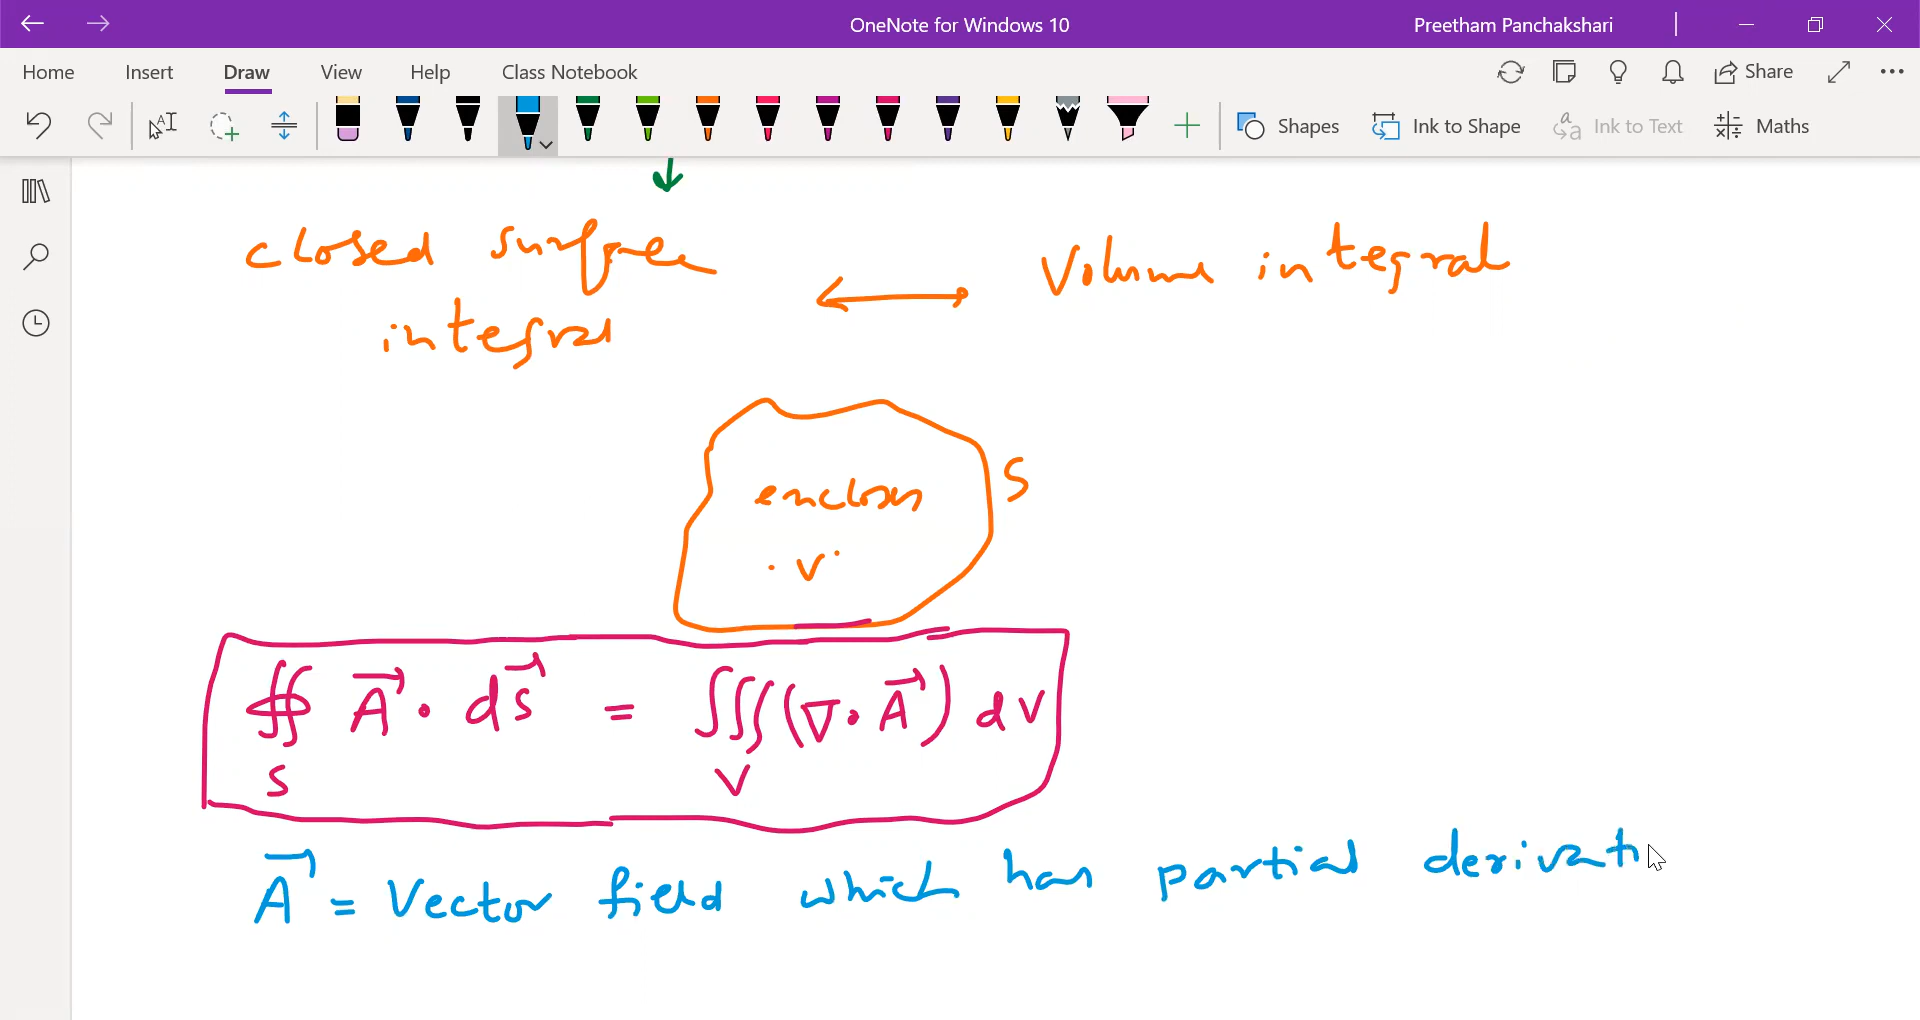 OneNote for Windows 10
Preetham Panchakshari
Home Insert Draw View Help Class Notebook Share
Shapes Ink to Shape Ink to Text Maths
closed surface
integral
Volume integral
encloses
V
S
∯ A⃗ · ds⃗ = ∭ (∇ · A⃗) dV
S V
A⃗ = Vector field which has partial derivati